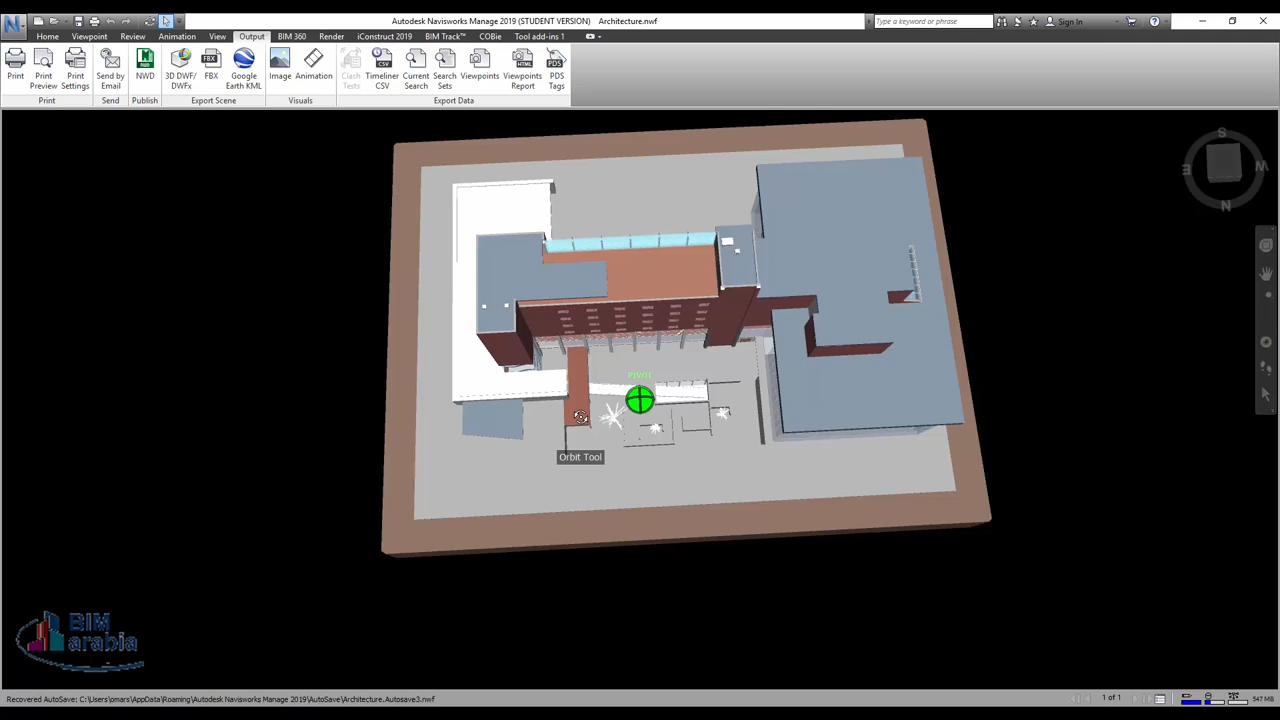 Autodesk Navisworks Manage 2019 (STUDENT VERSION) Architecture.nwf
Type a keyword or phrase
Sign In
Home Viewpoint Review Animation View Output BIM 360 Render iConstruct 2019 BIM Track™ COBie Tool add-ins 1
Print
Print Preview
Print Settings
Send by Email
NWD
3D DWF/DWFx
FBX
Google Earth KML
Image
Animation
Clash Tests
Timeliner CSV
Current Search
Search Sets
Viewpoints
Viewpoints Report
PDS Tags
Print Send Publish Export Scene Visuals Export Data
S
E W
N
PIVOT
Orbit Tool
BIM
arabia
Recovered AutoSave: C:\Users\omars\AppData\Roaming\Autodesk Navisworks Manage 2019\AutoSave\Architecture.Autosave3.nwf
1 of 1
547 MB